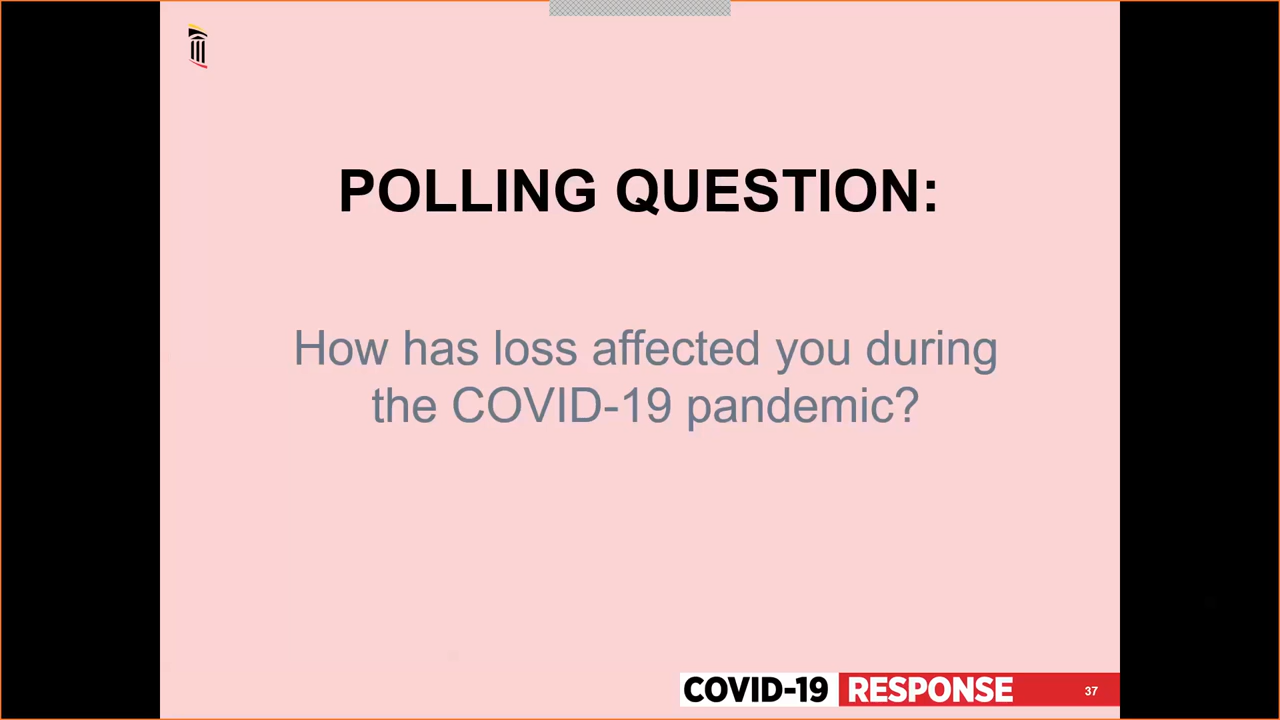 POLLING QUESTION:
How has loss affected you during
the COVID-19 pandemic?
COVID-19 RESPONSE 37